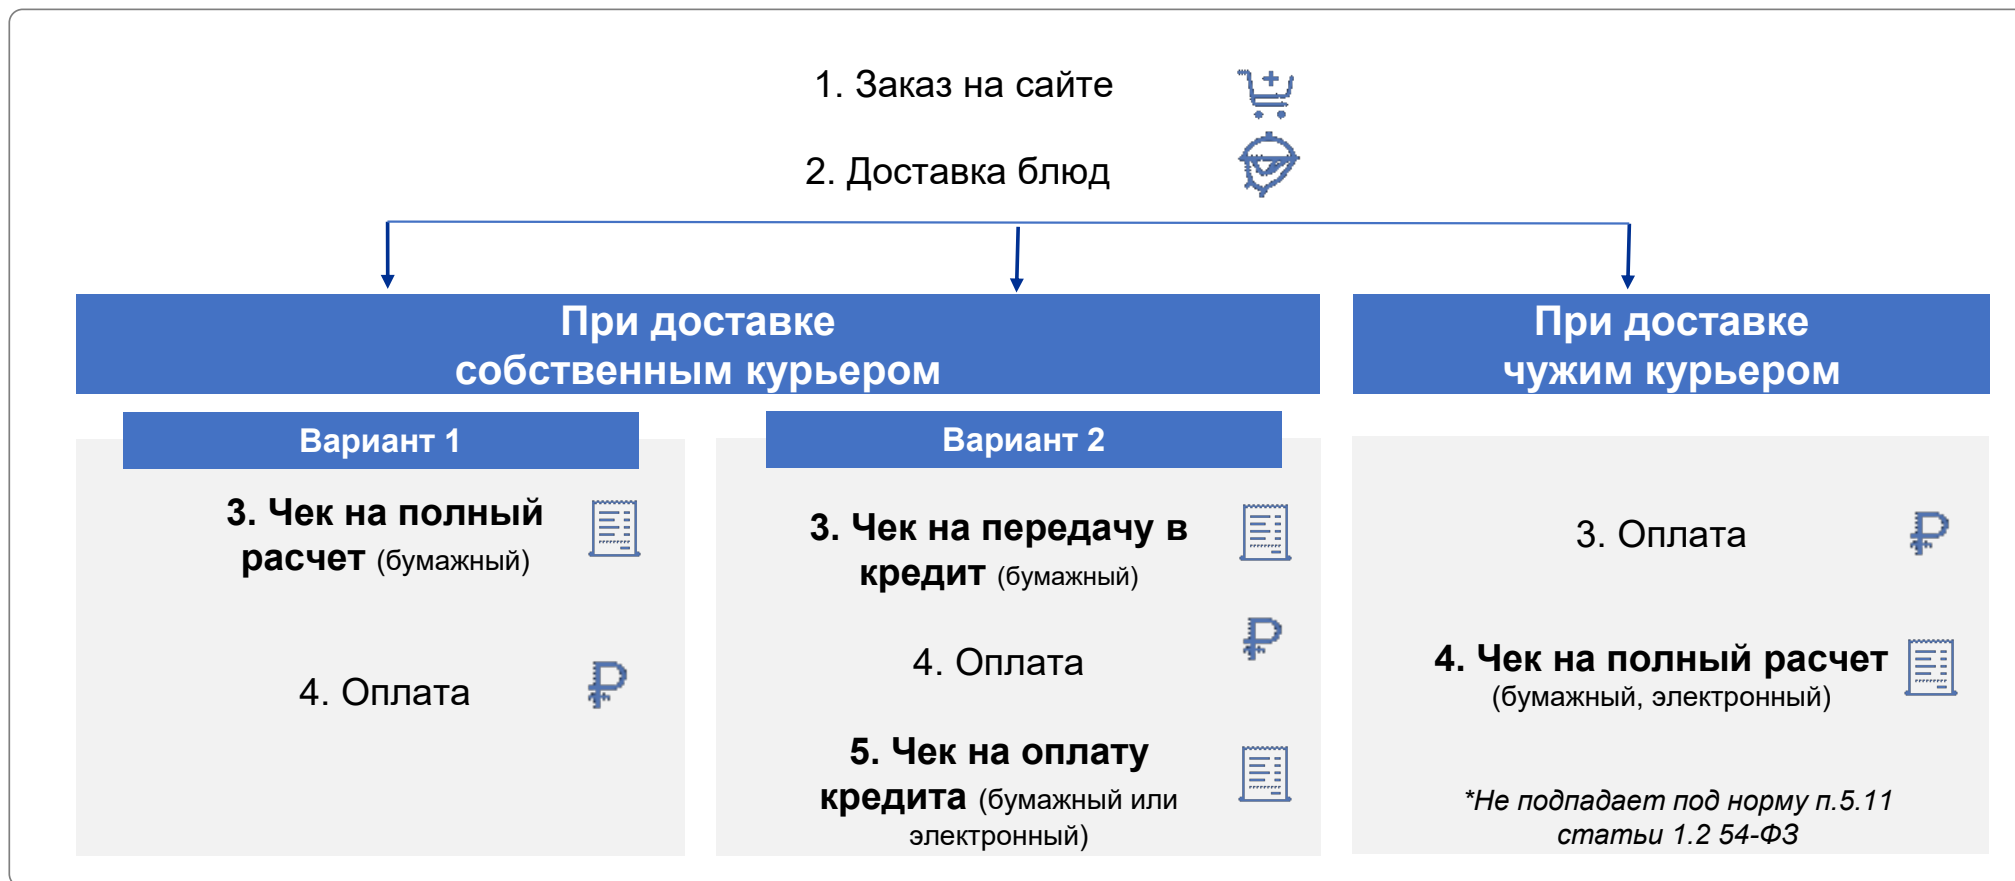 1. Заказ на сайте
2. Доставка блюд
При доставке
собственным курьером
Вариант 1
3. Чек на полный
расчет (бумажный)
4. Оплата
Вариант 2
3. Чек на передачу в
кредит (бумажный)
4. Оплата
5. Чек на оплату
кредита (бумажный или
электронный)
При доставке
чужим курьером
3. Оплата
4. Чек на полный расчет
(бумажный, электронный)
*Не подпадает под норму п.5.11
статьи 1.2 54-ФЗ